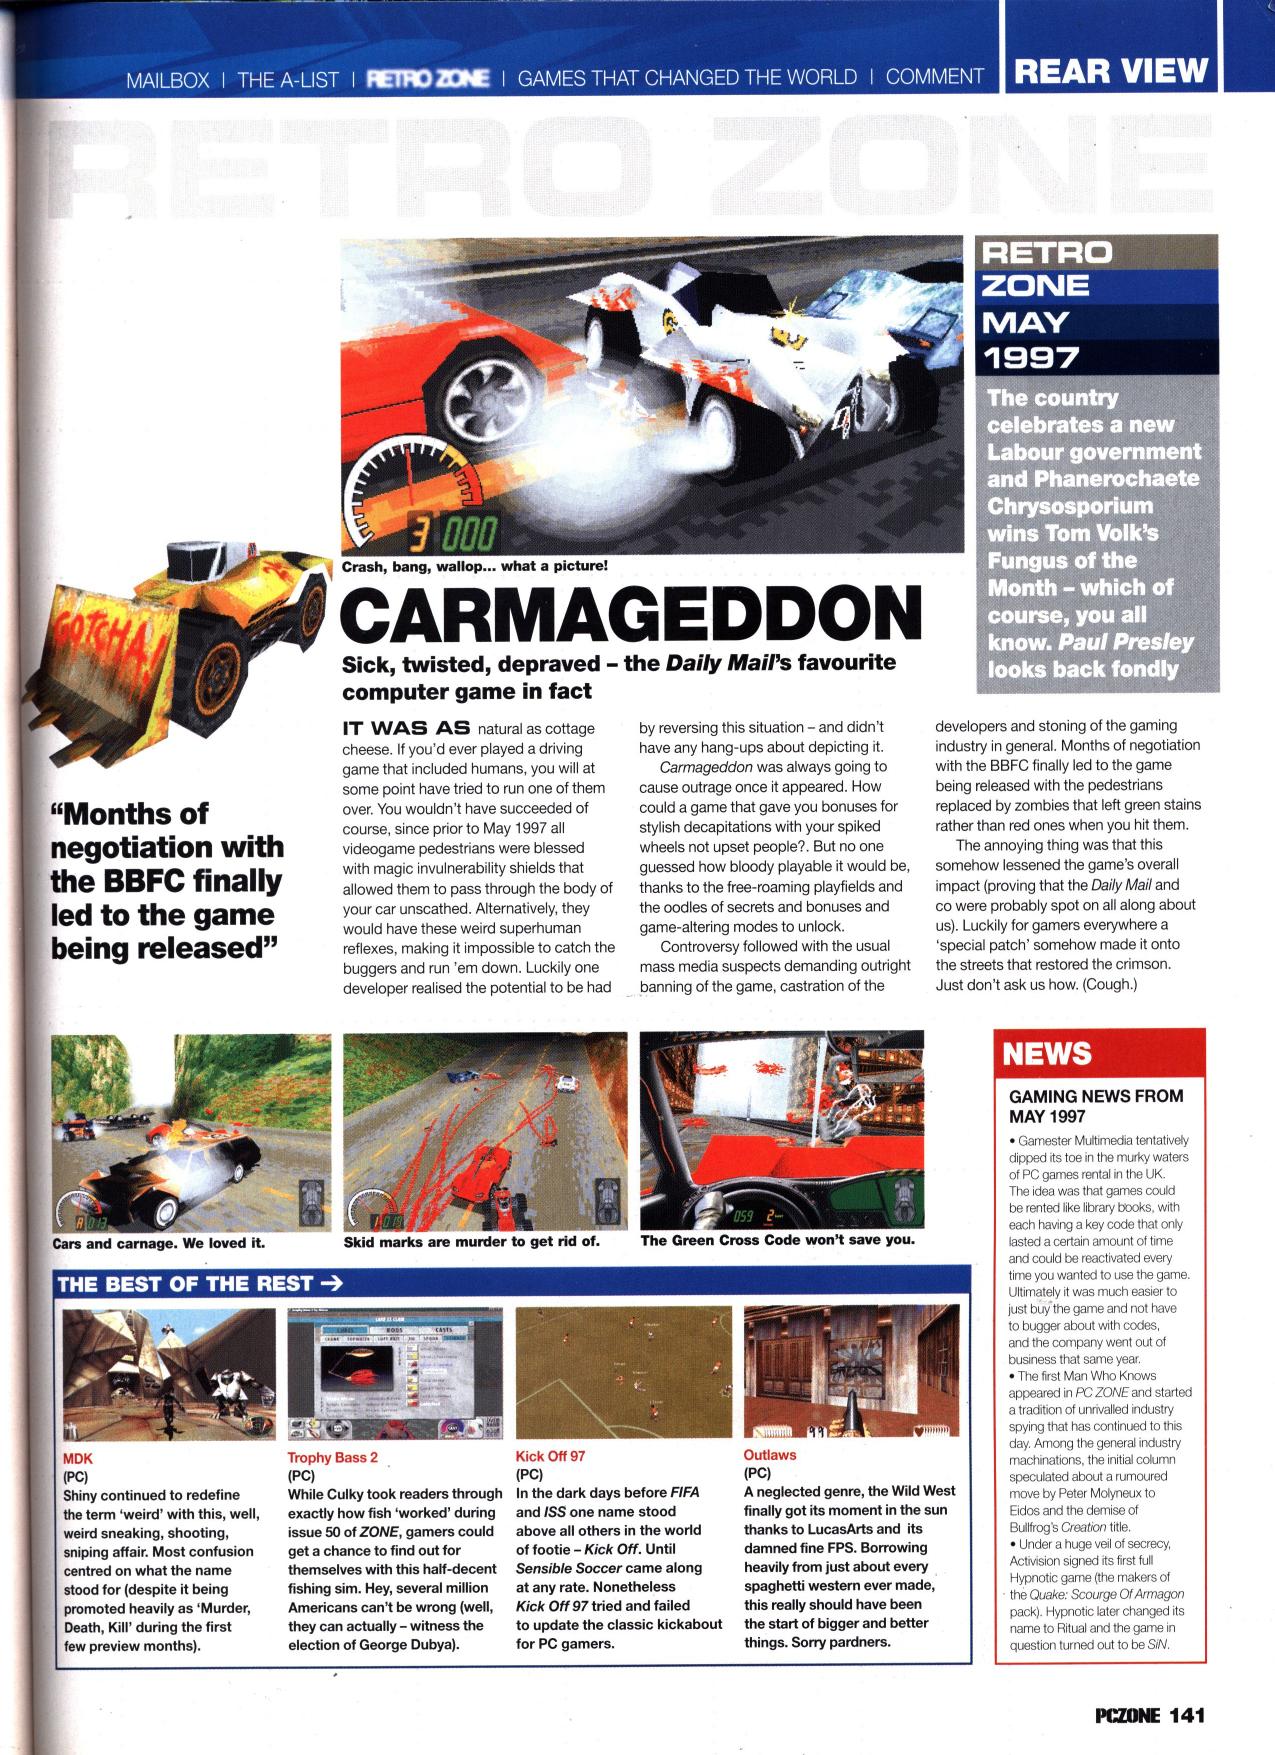 MAILBOX | THE A-LIST | RETRO ZONE | GAMES THAT CHANGED THE WORLD | COMMENT
REAR VIEW
RETRO ZONE
RETRO
ZONE
MAY
1997
The country
celebrates a new
Labour government
and Phanerochaete
Chrysosporium
wins Tom Volk's
Fungus of the
Month – which of
course, you all
know. Paul Presley
looks back fondly
3 000
Crash, bang, wallop... what a picture!
GOTCHA!
CARMAGEDDON
Sick, twisted, depraved – the Daily Mail's favourite
computer game in fact
"Months of
negotiation with
the BBFC finally
led to the game
being released"
IT WAS AS natural as cottage
cheese. If you'd ever played a driving
game that included humans, you will at
some point have tried to run one of them
over. You wouldn't have succeeded of
course, since prior to May 1997 all
videogame pedestrians were blessed
with magic invulnerability shields that
allowed them to pass through the body of
your car unscathed. Alternatively, they
would have these weird superhuman
reflexes, making it impossible to catch the
buggers and run 'em down. Luckily one
developer realised the potential to be had
by reversing this situation – and didn't
have any hang-ups about depicting it.
Carmageddon was always going to
cause outrage once it appeared. How
could a game that gave you bonuses for
stylish decapitations with your spiked
wheels not upset people?. But no one
guessed how bloody playable it would be,
thanks to the free-roaming playfields and
the oodles of secrets and bonuses and
game-altering modes to unlock.
Controversy followed with the usual
mass media suspects demanding outright
banning of the game, castration of the
developers and stoning of the gaming
industry in general. Months of negotiation
with the BBFC finally led to the game
being released with the pedestrians
replaced by zombies that left green stains
rather than red ones when you hit them.
The annoying thing was that this
somehow lessened the game's overall
impact (proving that the Daily Mail and
co were probably spot on all along about
us). Luckily for gamers everywhere a
'special patch' somehow made it onto
the streets that restored the crimson.
Just don't ask us how. (Cough.)
Cars and carnage. We loved it.
Skid marks are murder to get rid of.
059 2
The Green Cross Code won't save you.
NEWS
GAMING NEWS FROM
MAY 1997
• Gamester Multimedia tentatively
dipped its toe in the murky waters
of PC games rental in the UK.
The idea was that games could
be rented like library books, with
each having a key code that only
lasted a certain amount of time
and could be reactivated every
time you wanted to use the game.
Ultimately it was much easier to
just buy the game and not have
to bugger about with codes,
and the company went out of
business that same year.
• The first Man Who Knows
appeared in PC ZONE and started
a tradition of unrivalled industry
spying that has continued to this
day. Among the general industry
machinations, the initial column
speculated about a rumoured
move by Peter Molyneux to
Eidos and the demise of
Bullfrog's Creation title.
• Under a huge veil of secrecy,
Activision signed its first full
Hypnotic game (the makers of
the Quake: Scourge Of Armagon
pack). Hypnotic later changed its
name to Ritual and the game in
question turned out to be SiN.
THE BEST OF THE REST →
MDK
(PC)
Shiny continued to redefine
the term 'weird' with this, well,
weird sneaking, shooting,
sniping affair. Most confusion
centred on what the name
stood for (despite it being
promoted heavily as 'Murder,
Death, Kill' during the first
few preview months).
LURES RODS CASTS
Trophy Bass 2
(PC)
While Culky took readers through
exactly how fish 'worked' during
issue 50 of ZONE, gamers could
get a chance to find out for
themselves with this half-decent
fishing sim. Hey, several million
Americans can't be wrong (well,
they can actually – witness the
election of George Dubya).
Kick Off 97
(PC)
In the dark days before FIFA
and ISS one name stood
above all others in the world
of footie – Kick Off. Until
Sensible Soccer came along
at any rate. Nonetheless
Kick Off 97 tried and failed
to update the classic kickabout
for PC gamers.
Outlaws
(PC)
A neglected genre, the Wild West
finally got its moment in the sun
thanks to LucasArts and its
damned fine FPS. Borrowing
heavily from just about every
spaghetti western ever made,
this really should have been
the start of bigger and better
things. Sorry pardners.
PCZONE 141